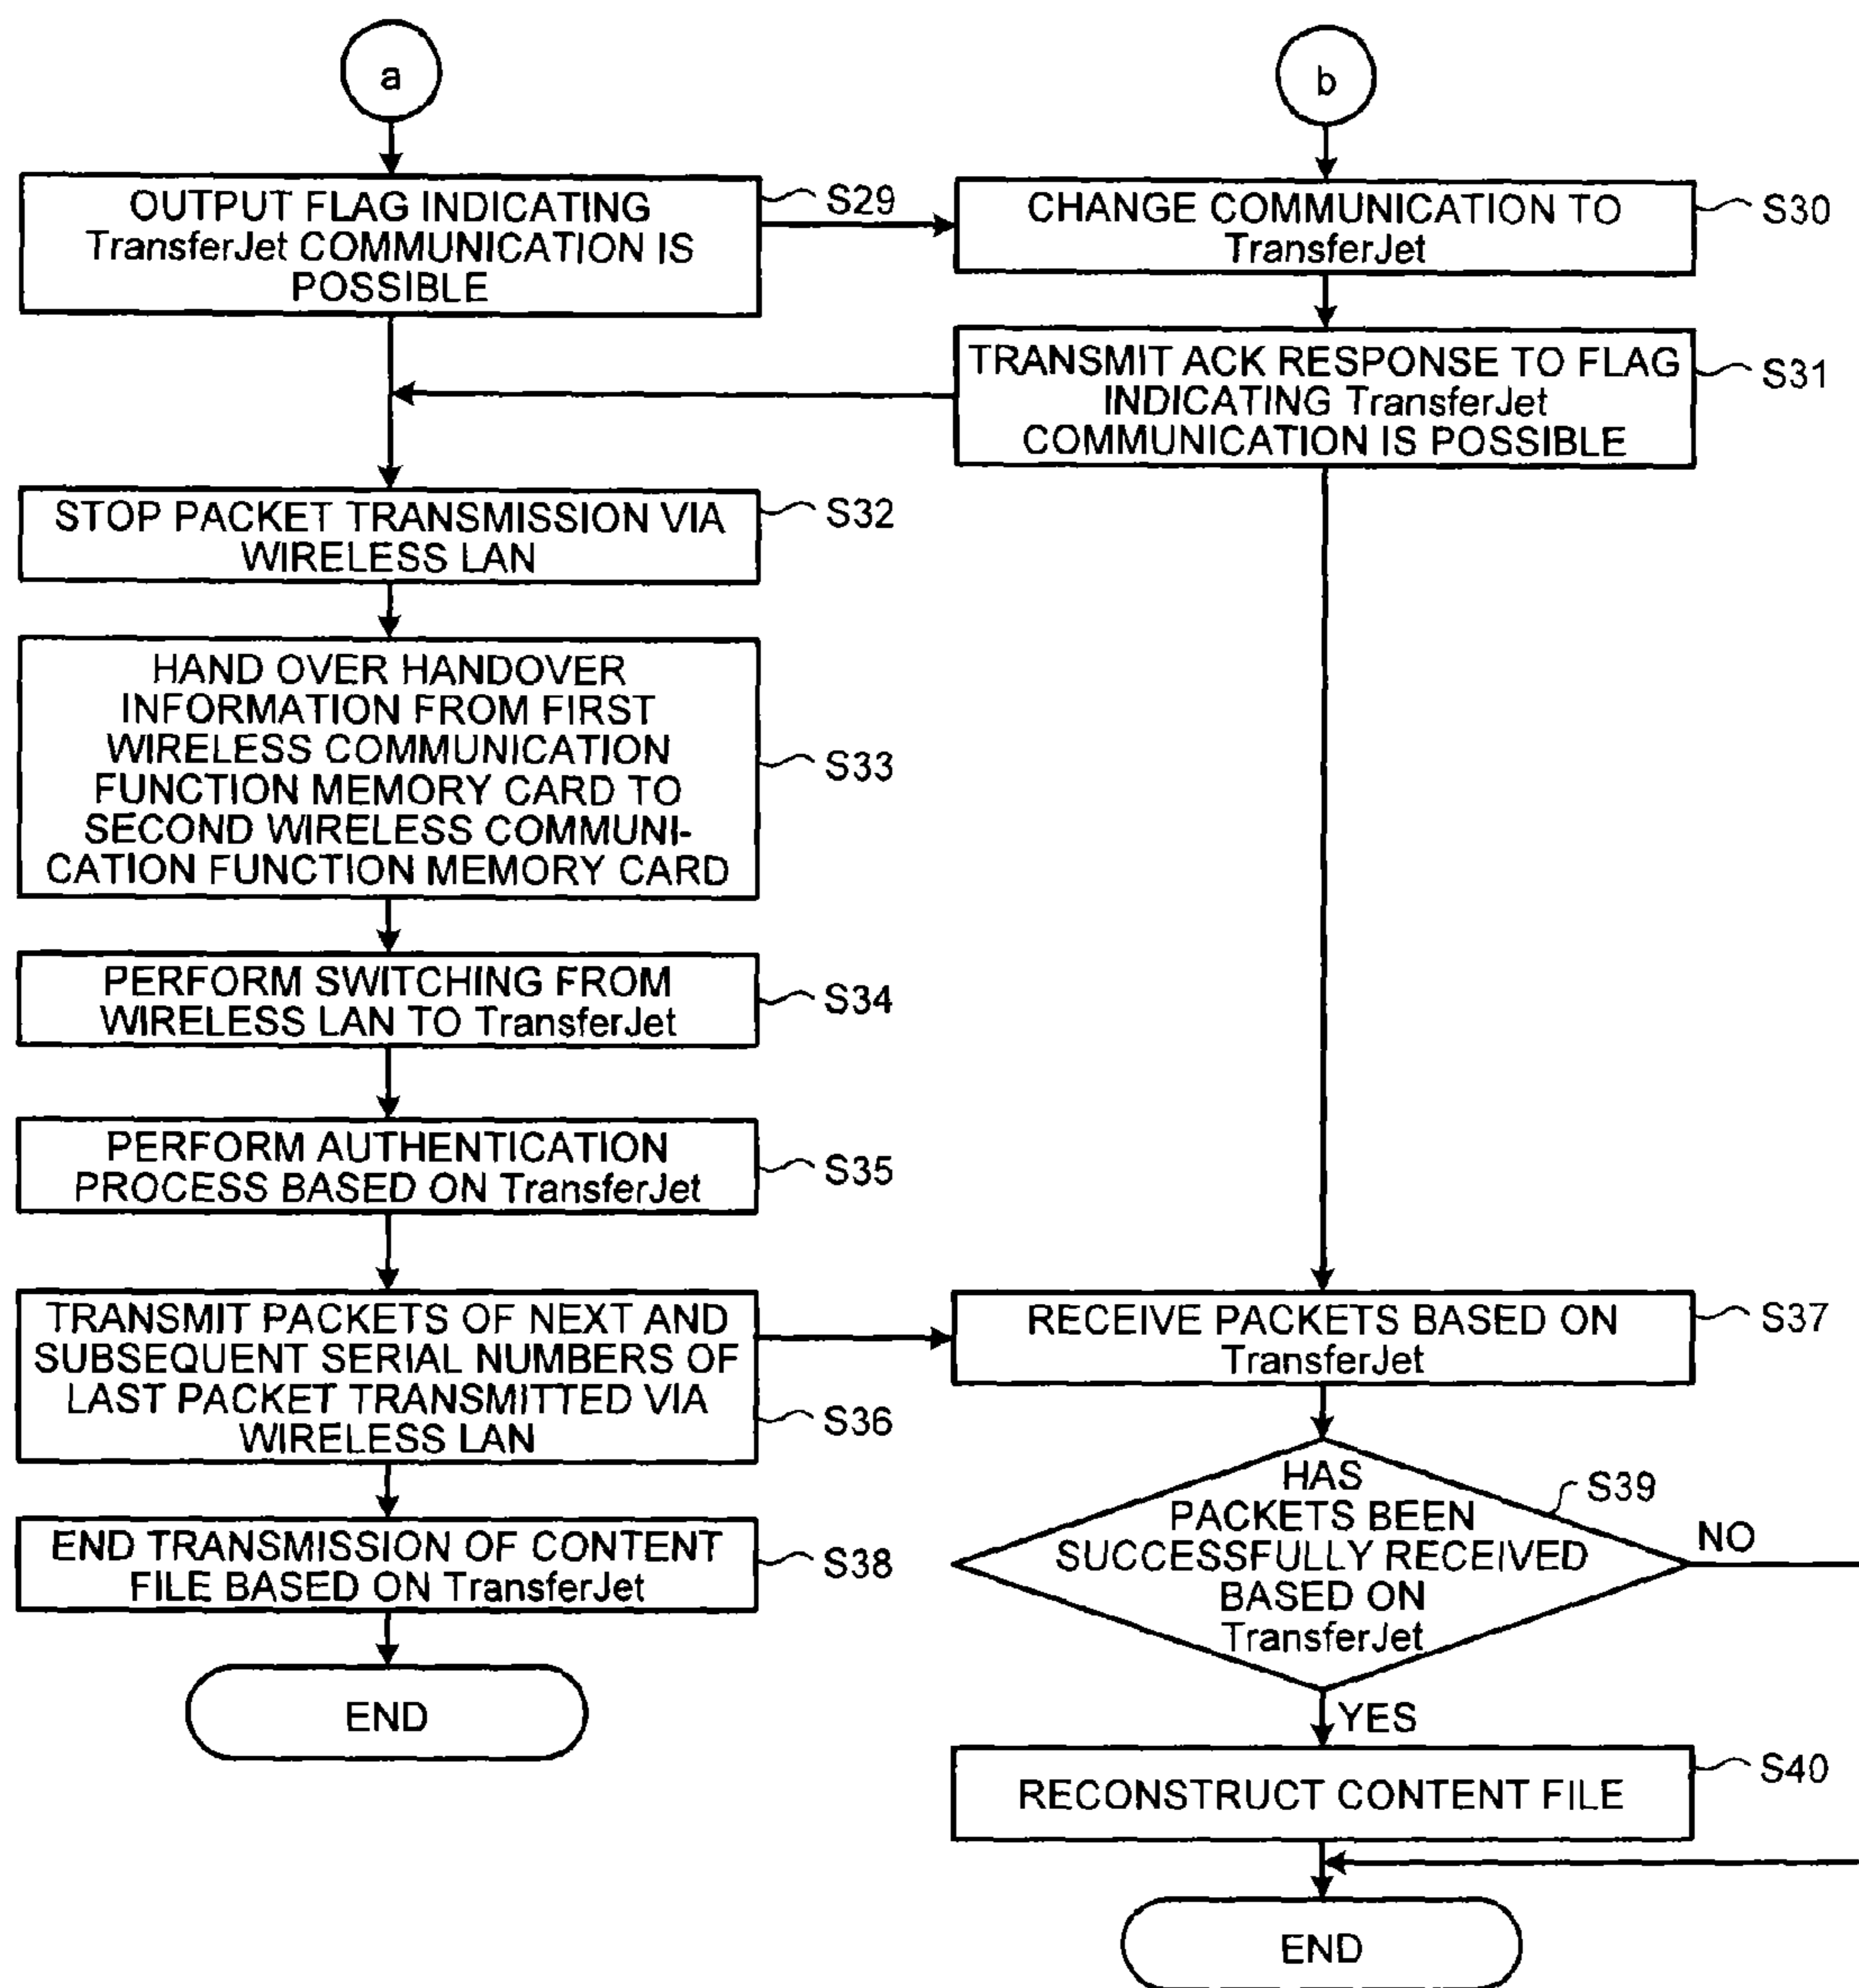 a
b
OUTPUT FLAG INDICATING
TransferJet COMMUNICATION IS
POSSIBLE
S29
CHANGE COMMUNICATION TO
TransferJet
S30
TRANSMIT ACK RESPONSE TO FLAG
INDICATING TransferJet
COMMUNICATION IS POSSIBLE
S31
STOP PACKET TRANSMISSION VIA
WIRELESS LAN
S32
HAND OVER HANDOVER
INFORMATION FROM FIRST
WIRELESS COMMUNICATION
FUNCTION MEMORY CARD TO
SECOND WIRELESS COMMUNI-
CATION FUNCTION MEMORY CARD
S33
PERFORM SWITCHING FROM
WIRELESS LAN TO TransferJet
S34
PERFORM AUTHENTICATION
PROCESS BASED ON TransferJet
S35
TRANSMIT PACKETS OF NEXT AND
SUBSEQUENT SERIAL NUMBERS OF
LAST PACKET TRANSMITTED VIA
WIRELESS LAN
S36
RECEIVE PACKETS BASED ON
TransferJet
S37
END TRANSMISSION OF CONTENT
FILE BASED ON TransferJet
S38
HAS
PACKETS BEEN
SUCCESSFULLY RECEIVED
BASED ON
TransferJet
S39
NO
YES
END
RECONSTRUCT CONTENT FILE
S40
END